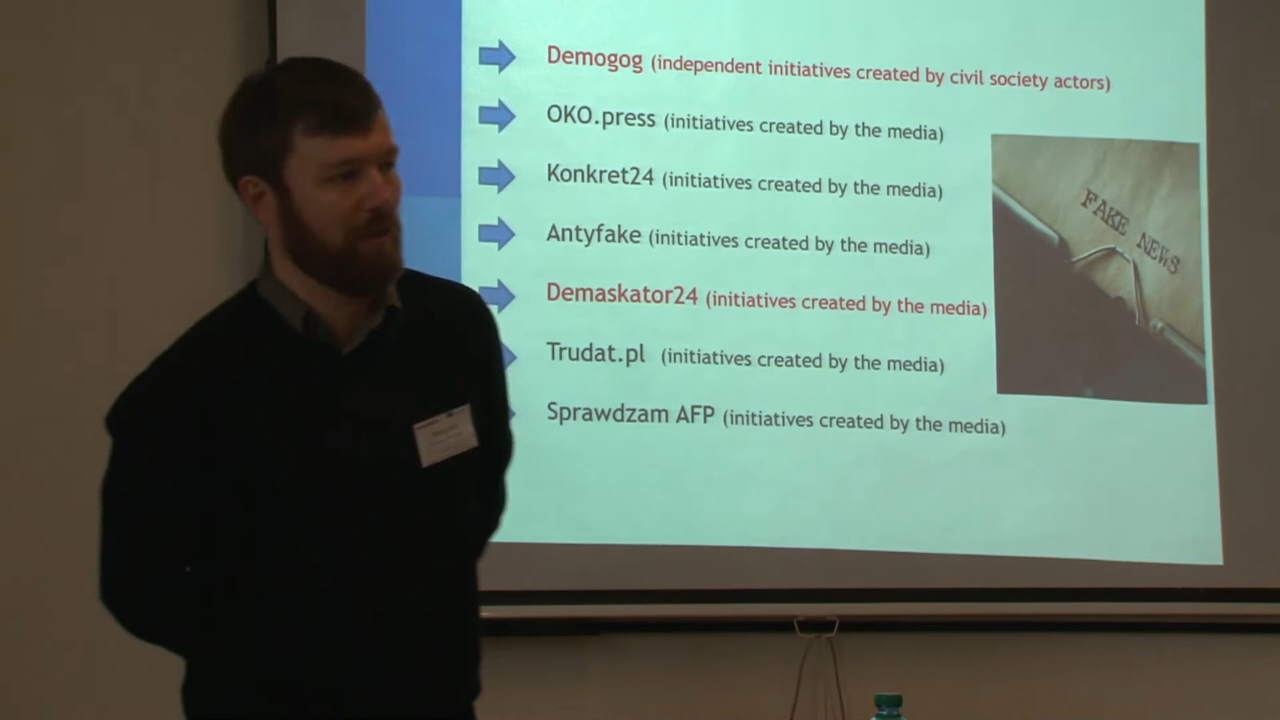 Demogog (independent initiatives created by civil society actors)
OKO.press (initiatives created by the media)
Konkret24 (initiatives created by the media)
Antyfake (initiatives created by the media)
Demaskator24 (initiatives created by the media)
Trudat.pl (initiatives created by the media)
Sprawdzam AFP (initiatives created by the media)
FAKE NEWS